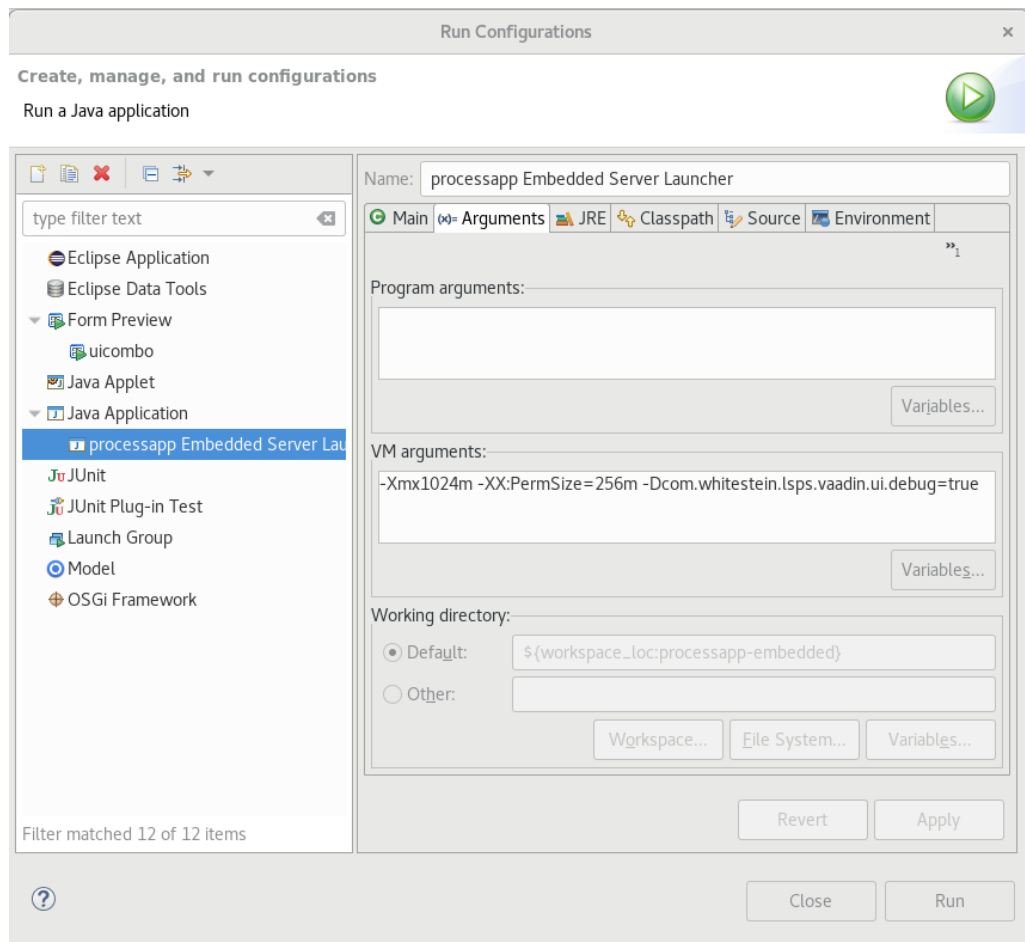 Run Configurations
Create, manage, and run configurations
Run a Java application
type filter text
Eclipse Application
Eclipse Data Tools
Form Preview
uicombo
Java Applet
Java Application
processapp Embedded Server Lau
JUnit
JUnit Plug-in Test
Launch Group
Model
OSGi Framework
Filter matched 12 of 12 items
Name: processapp Embedded Server Launcher
Main (x)= Arguments JRE Classpath Source Environment
»1
Program arguments:
Variables...
VM arguments:
-Xmx1024m -XX:PermSize=256m -Dcom.whitestein.lsps.vaadin.ui.debug=true
Variables...
Working directory:
Default: ${workspace_loc:processapp-embedded}
Other:
Workspace... File System... Variables...
Revert Apply
Close Run